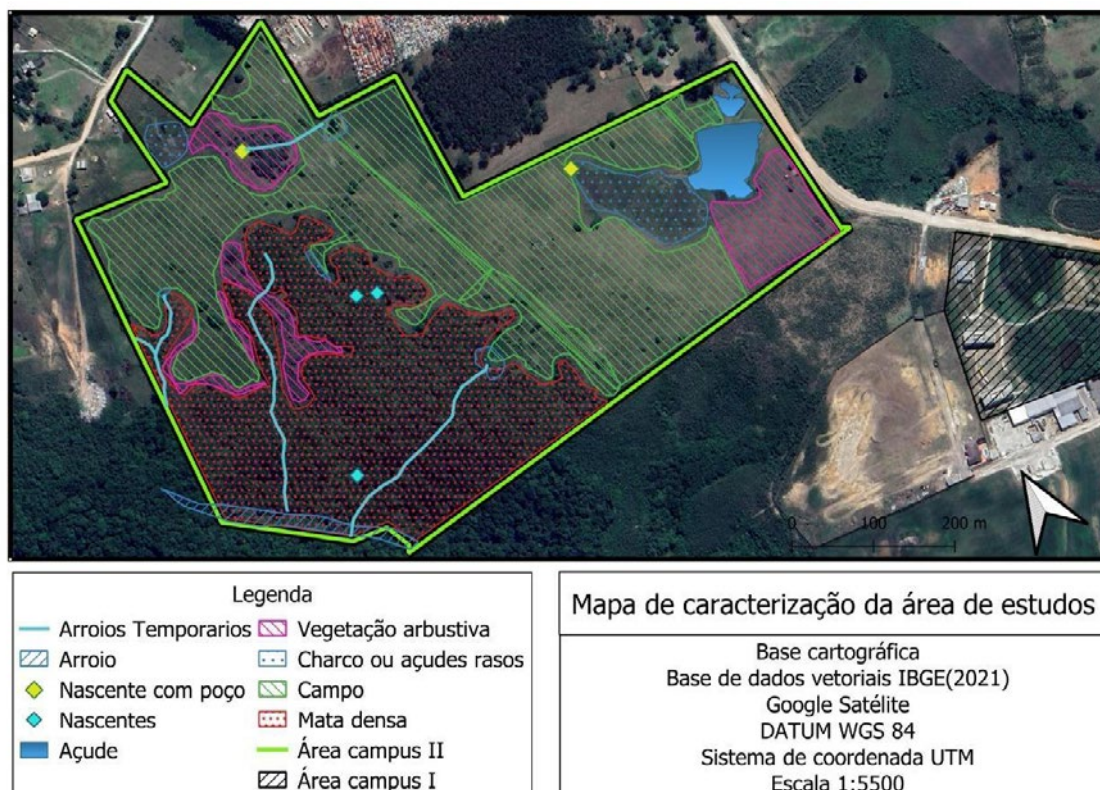 0 100 200 m
Legenda
Arroios Temporarios
Arroio
Nascente com poço
Nascentes
Açude
Vegetação arbustiva
Charco ou açudes rasos
Campo
Mata densa
Área campus II
Área campus I
Mapa de caracterização da área de estudos
Base cartográfica
Base de dados vetoriais IBGE(2021)
Google Satélite
DATUM WGS 84
Sistema de coordenada UTM
Escala 1:5500